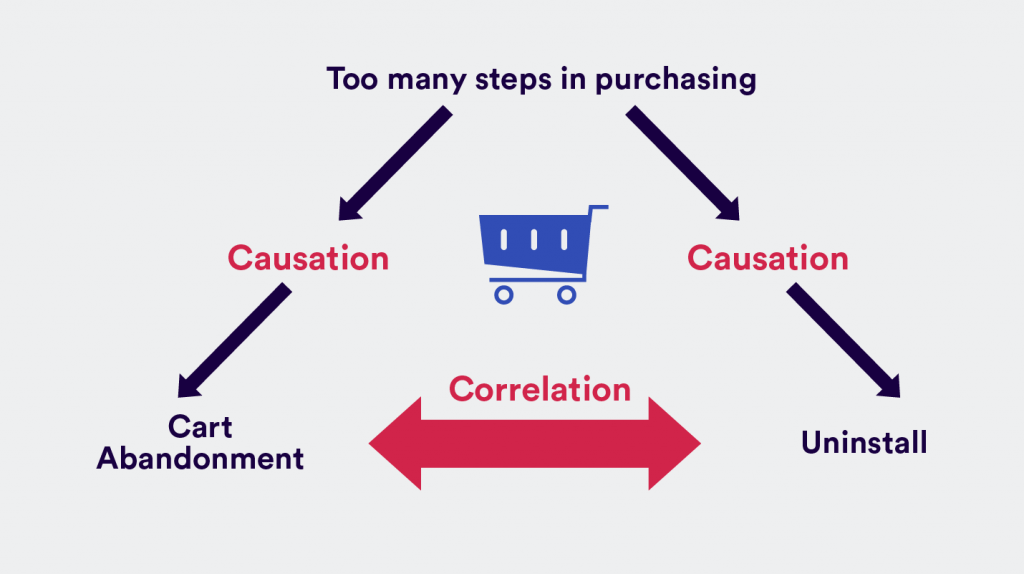 Too many steps in purchasing
Causation
Causation
Correlation
Cart
Abandonment
Uninstall